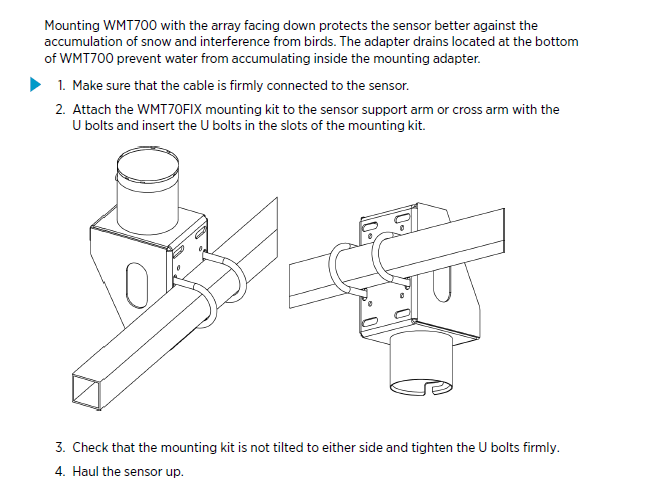 Mounting WMT700 with the array facing down protects the sensor better against the
accumulation of snow and interference from birds. The adapter drains located at the bottom
of WMT700 prevent water from accumulating inside the mounting adapter.
1. Make sure that the cable is firmly connected to the sensor.
2. Attach the WMT70FIX mounting kit to the sensor support arm or cross arm with the
U bolts and insert the U bolts in the slots of the mounting kit.
3. Check that the mounting kit is not tilted to either side and tighten the U bolts firmly.
4. Haul the sensor up.